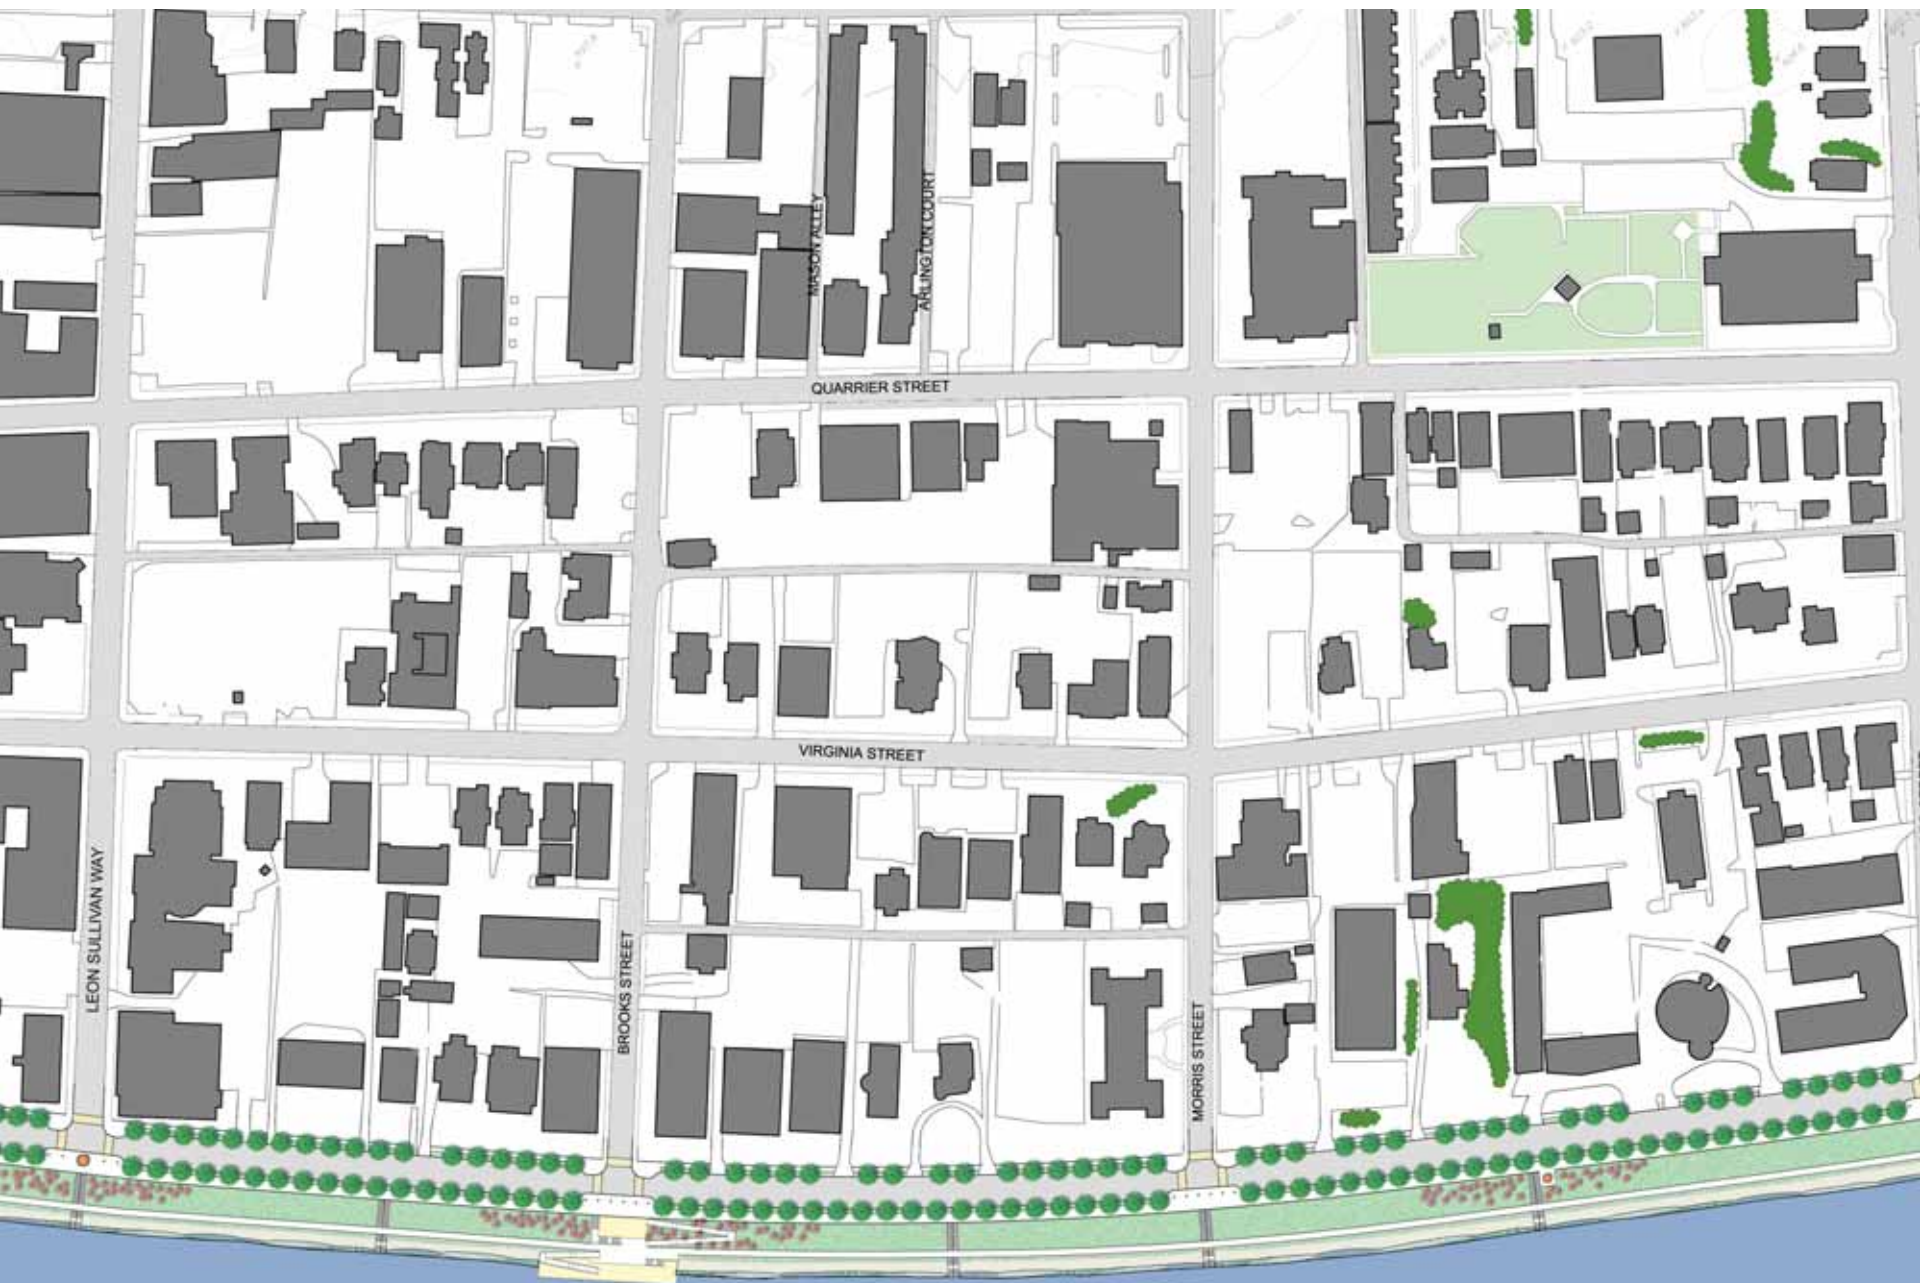 MASON ALLEY
ARLINGTON COURT
QUARRIER STREET
VIRGINIA STREET
LEON SULLIVAN WAY
BROOKS STREET
MORRIS STREET